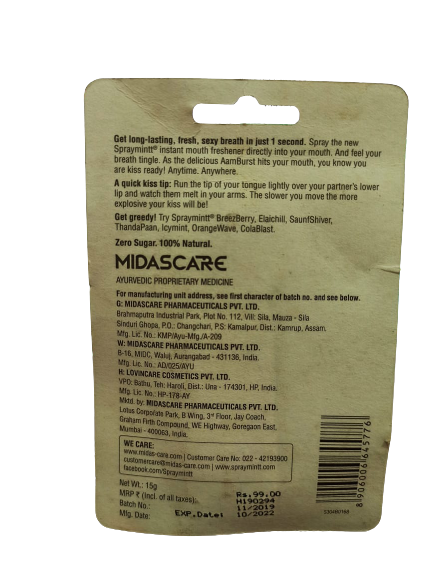 Get long-lasting, fresh, sexy breath in just 1 second. Spray the new
Spraymintt® instant mouth freshener directly into your mouth. And feel your
breath tingle. As the delicious AamBurst hits your mouth, you know you
are kiss ready! Anytime. Anywhere.
A quick kiss tip: Run the tip of your tongue lightly over your partner's lower
lip and watch them melt in your arms. The slower you move the more
explosive your kiss will be!
Get greedy! Try Spraymintt® BreezBerry, Elaichill, SaunfShiver,
ThandaPaan, Icymint, OrangeWave, ColaBlast.
Zero Sugar. 100% Natural.
MIDASCARE
AYURVEDIC PROPRIETARY MEDICINE
For manufacturing unit address, see first character of batch no. and see below.
G: MIDASCARE PHARMACEUTICALS PVT. LTD.
Brahmaputra Industrial Park, Plot No. 112, Vill: Sila, Mauza - Sila
Sinduri Ghopa, P.O.: Changchari, P.S: Kamalpur, Dist.: Kamrup, Assam.
Mfg. Lic. No.: KMP/Ayu-Mfg./A-209
W: MIDASCARE PHARMACEUTICALS PVT. LTD.
B-16, MIDC, Waluj, Aurangabad - 431136, India.
Mfg. Lic. No.: AD/025/AYU
H: LOVINCARE COSMETICS PVT. LTD.
VPO: Bathu, Teh: Haroli, Dist.: Una - 174301, HP, India.
Mfg. Lic. No.: HP-178-AY
Mktd. by: MIDASCARE PHARMACEUTICALS PVT. LTD.
Lotus Corpolate Park, B Wing, 3rd Floor, Jay Coach,
Graham Firth Compound, WE Highway, Goregaon East,
Mumbai - 400063, India.
WE CARE:
www.midas-care.com | Customer Care No: 022 - 42193900
customercare@midas-care.com | www.spraymintt.com
facebook.com/Spraymintt
Net Wt.: 15g
MRP ₹ (Incl. of all taxes): Rs.99.00
Batch No.: H190294
Mfg. Date: 11/2019
EXP.Date: 10/2022
8906006645776